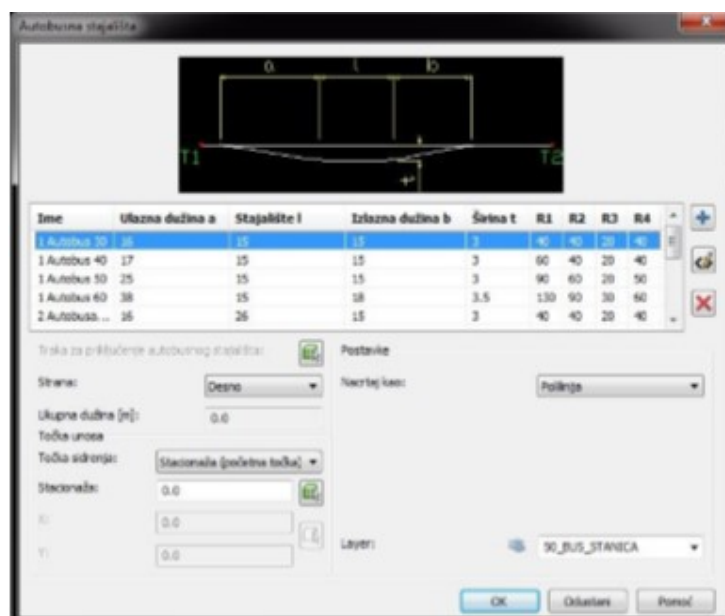 Autobusna stajališta
a l b
T1 T2
t
Ime Ulazna dužina a Stajalište l Izlazna dužina b Širina t R1 R2 R3 R4
1 Autobus 30 16 15 15 3 40 40 20 40
1 Autobus 40 17 15 15 3 60 40 20 40
1 Autobus 50 25 15 15 3 90 60 20 50
1 Autobus 60 38 15 18 3.5 130 90 30 60
2 Autobusa... 16 26 15 3 40 40 20 40
Traka za priključenje autobusnog stajališta:
Postavke
Strana: Desno
Nacrtaj kao: Polilinija
Ukupna dužina [m]: 0.0
Točka unosa
Točka sidrenja: Stacionaža (početna točka)
Stacionaža: 0.0
X: 0.0
Y: 0.0
Layer: 90_BUS_STANICA
OK Odustani Pomoć